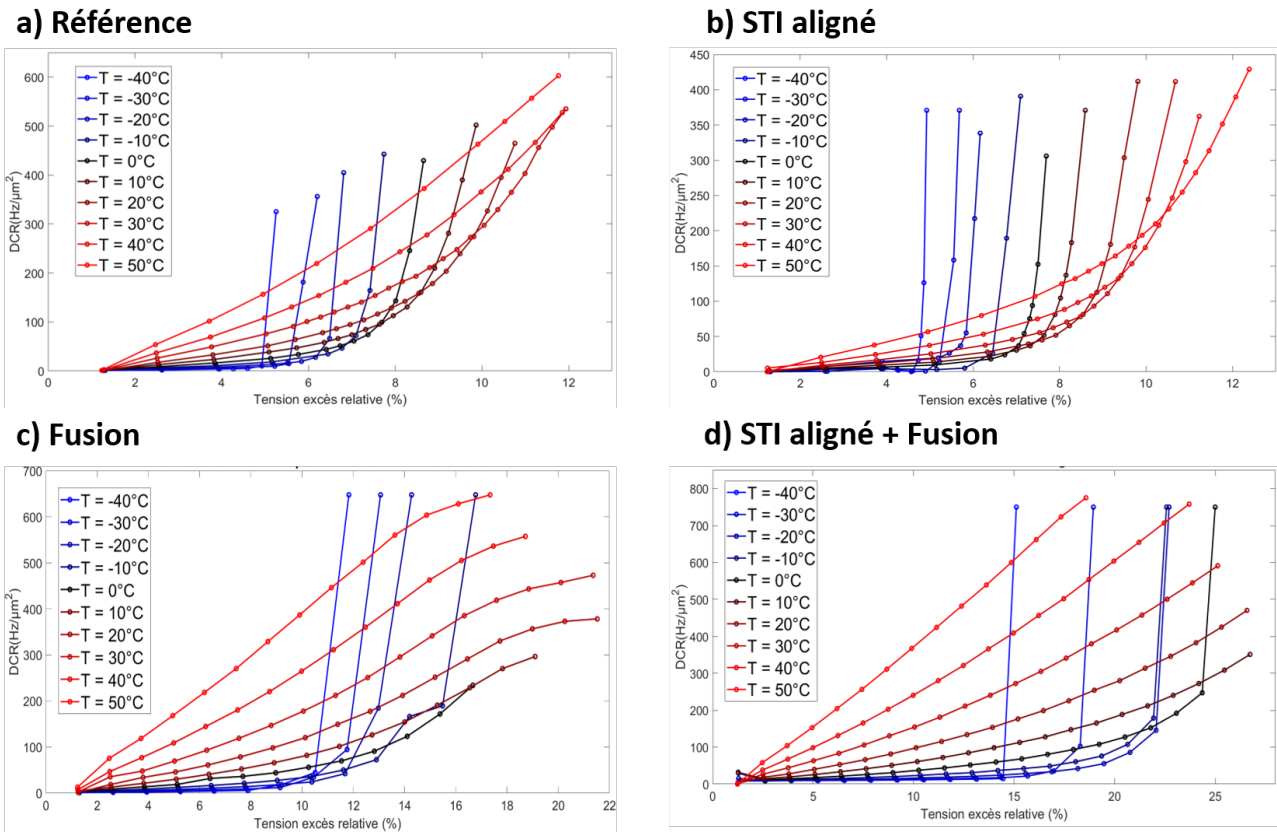 a) Référence
DCR(Hz/µm²)
600
500
400
300
200
100
0
T = -40°C
T = -30°C
T = -20°C
T = -10°C
T = 0°C
T = 10°C
T = 20°C
T = 30°C
T = 40°C
T = 50°C
0 2 4 6 8 10 12
Tension excès relative (%)
b) STI aligné
DCR(Hz/µm²)
450
400
350
300
250
200
150
100
50
0
T = -40°C
T = -30°C
T = -20°C
T = -10°C
T = 0°C
T = 10°C
T = 20°C
T = 30°C
T = 40°C
T = 50°C
0 2 4 6 8 10 12
Tension excès relative (%)
c) Fusion
DCR(Hz/µm²)
700
600
500
400
300
200
100
0
T = -40°C
T = -30°C
T = -20°C
T = -10°C
T = 0°C
T = 10°C
T = 20°C
T = 30°C
T = 40°C
T = 50°C
0 2 4 6 8 10 12 14 16 18 20 22
Tension excès relative (%)
d) STI aligné + Fusion
DCR(Hz/µm²)
800
700
600
500
400
300
200
100
0
T = -40°C
T = -30°C
T = -20°C
T = -10°C
T = 0°C
T = 10°C
T = 20°C
T = 30°C
T = 40°C
T = 50°C
0 5 10 15 20 25
Tension excès relative (%)